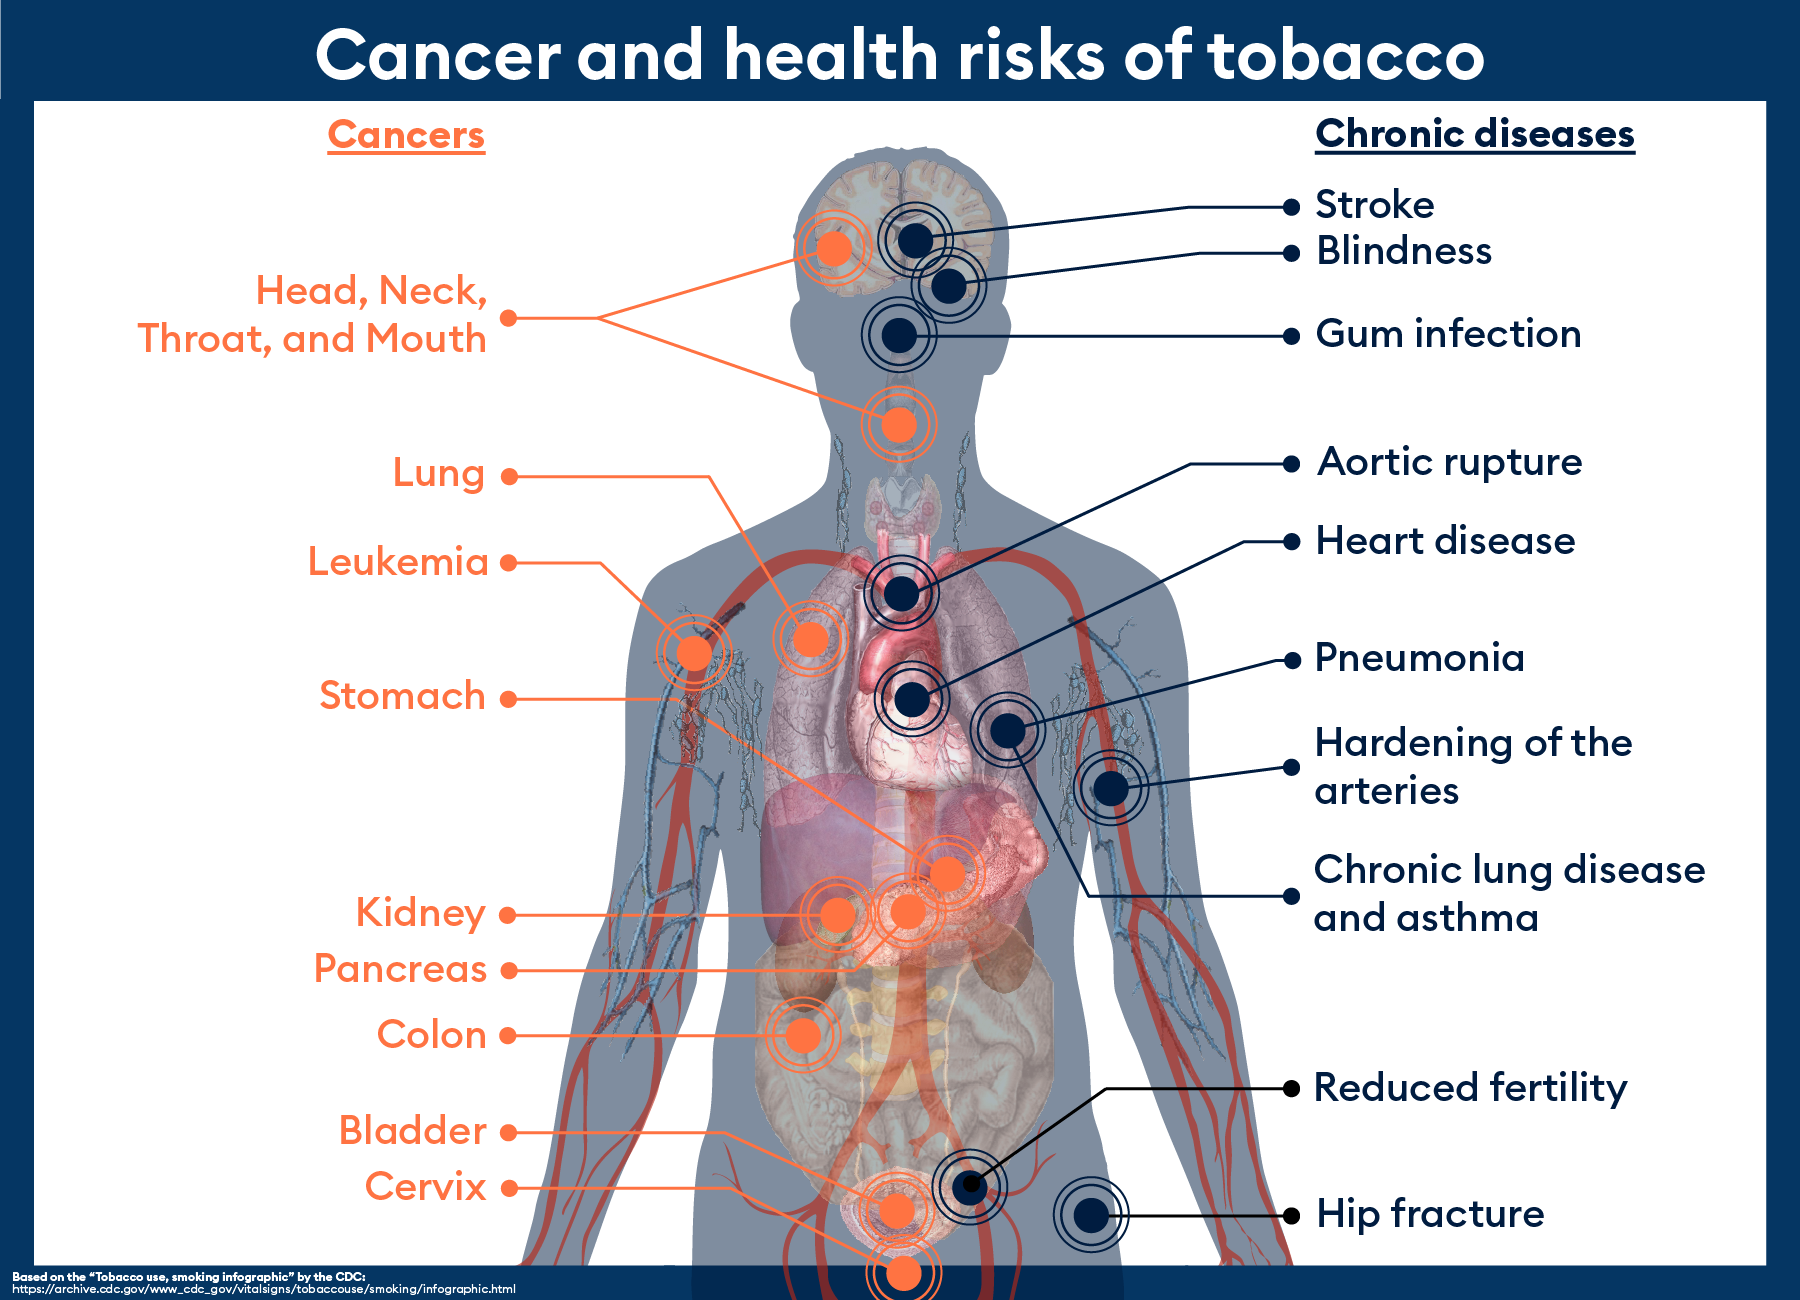 Cancer and health risks of tobacco
Cancers
Head, Neck,
Throat, and Mouth
Lung
Leukemia
Stomach
Kidney
Pancreas
Colon
Bladder
Cervix
Chronic diseases
Stroke
Blindness
Gum infection
Aortic rupture
Heart disease
Pneumonia
Hardening of the
arteries
Chronic lung disease
and asthma
Reduced fertility
Hip fracture
Based on the “Tobacco use, smoking infographic” by the CDC:
https://archive.cdc.gov/www_cdc_gov/vitalsigns/tobaccouse/smoking/infographic.html